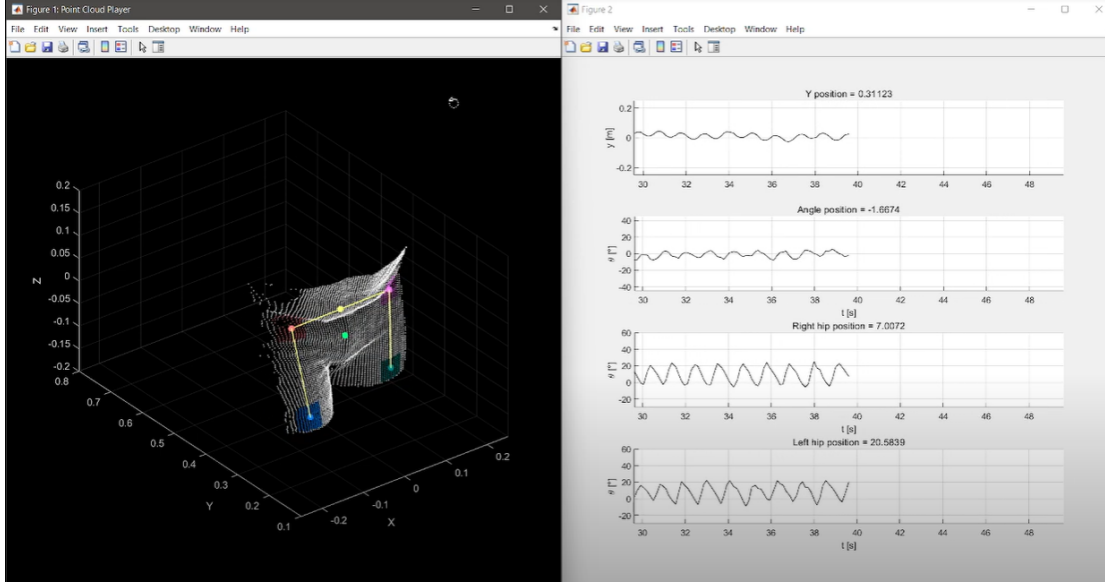 Figure 1: Point Cloud Player
File Edit View Insert Tools Desktop Window Help
0.2
0.15
0.1
0.05
0
-0.05
-0.1
-0.15
-0.2
Z
0.8
0.7
0.6
0.5
0.4
0.3
0.2
0.1
Y
-0.2
-0.1
0
0.1
0.2
X
Figure 2
File Edit View Insert Tools Desktop Window Help
Y position = 0.31123
0.2
0
-0.2
y [m]
30 32 34 36 38 40 42 44 46 48
Angle position = -1.6674
40
20
0
-20
-40
θ [°]
30 32 34 36 38 40 42 44 46 48
t [s]
Right hip position = 7.0072
60
40
20
0
-20
θ [°]
30 32 34 36 38 40 42 44 46 48
t [s]
Left hip position = 20.5839
60
40
20
0
-20
θ [°]
30 32 34 36 38 40 42 44 46 48
t [s]